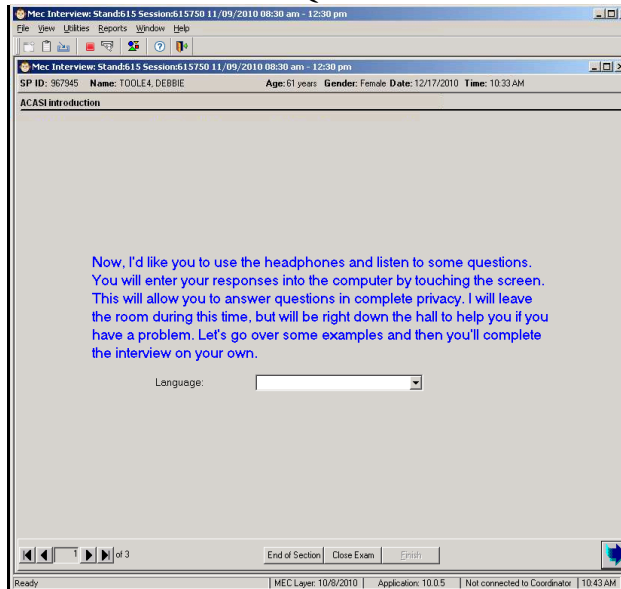 Mec Interview: Stand:615 Session:615750 11/09/2010 08:30 am - 12:30 pm
File View Utilities Reports Window Help
Mec Interview: Stand:615 Session:615750 11/09/2010 08:30 am - 12:30 pm
SP ID: 967945 Name: TOOLE4, DEBBIE Age: 61 years Gender: Female Date: 12/17/2010 Time: 10:33 AM
ACASI introduction
Now, I'd like you to use the headphones and listen to some questions.
You will enter your responses into the computer by touching the screen.
This will allow you to answer questions in complete privacy. I will leave
the room during this time, but will be right down the hall to help you if you
have a problem. Let's go over some examples and then you'll complete
the interview on your own.
Language:
1 of 3 End of Section Close Exam Finish
Ready MEC Layer: 10/8/2010 Application: 10.0.5 Not connected to Coordinator 10:43 AM